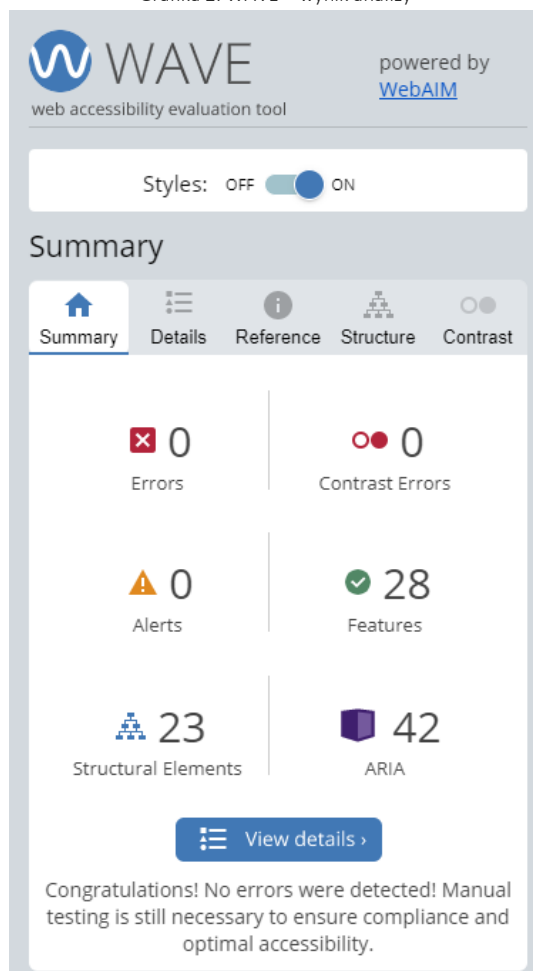 WAVE
powered by
WebAIM
web accessibility evaluation tool
Styles: OFF ON
Summary
Summary Details Reference Structure Contrast
0 0
Errors Contrast Errors
0 28
Alerts Features
23 42
Structural Elements ARIA
View details ›
Congratulations! No errors were detected! Manual
testing is still necessary to ensure compliance and
optimal accessibility.